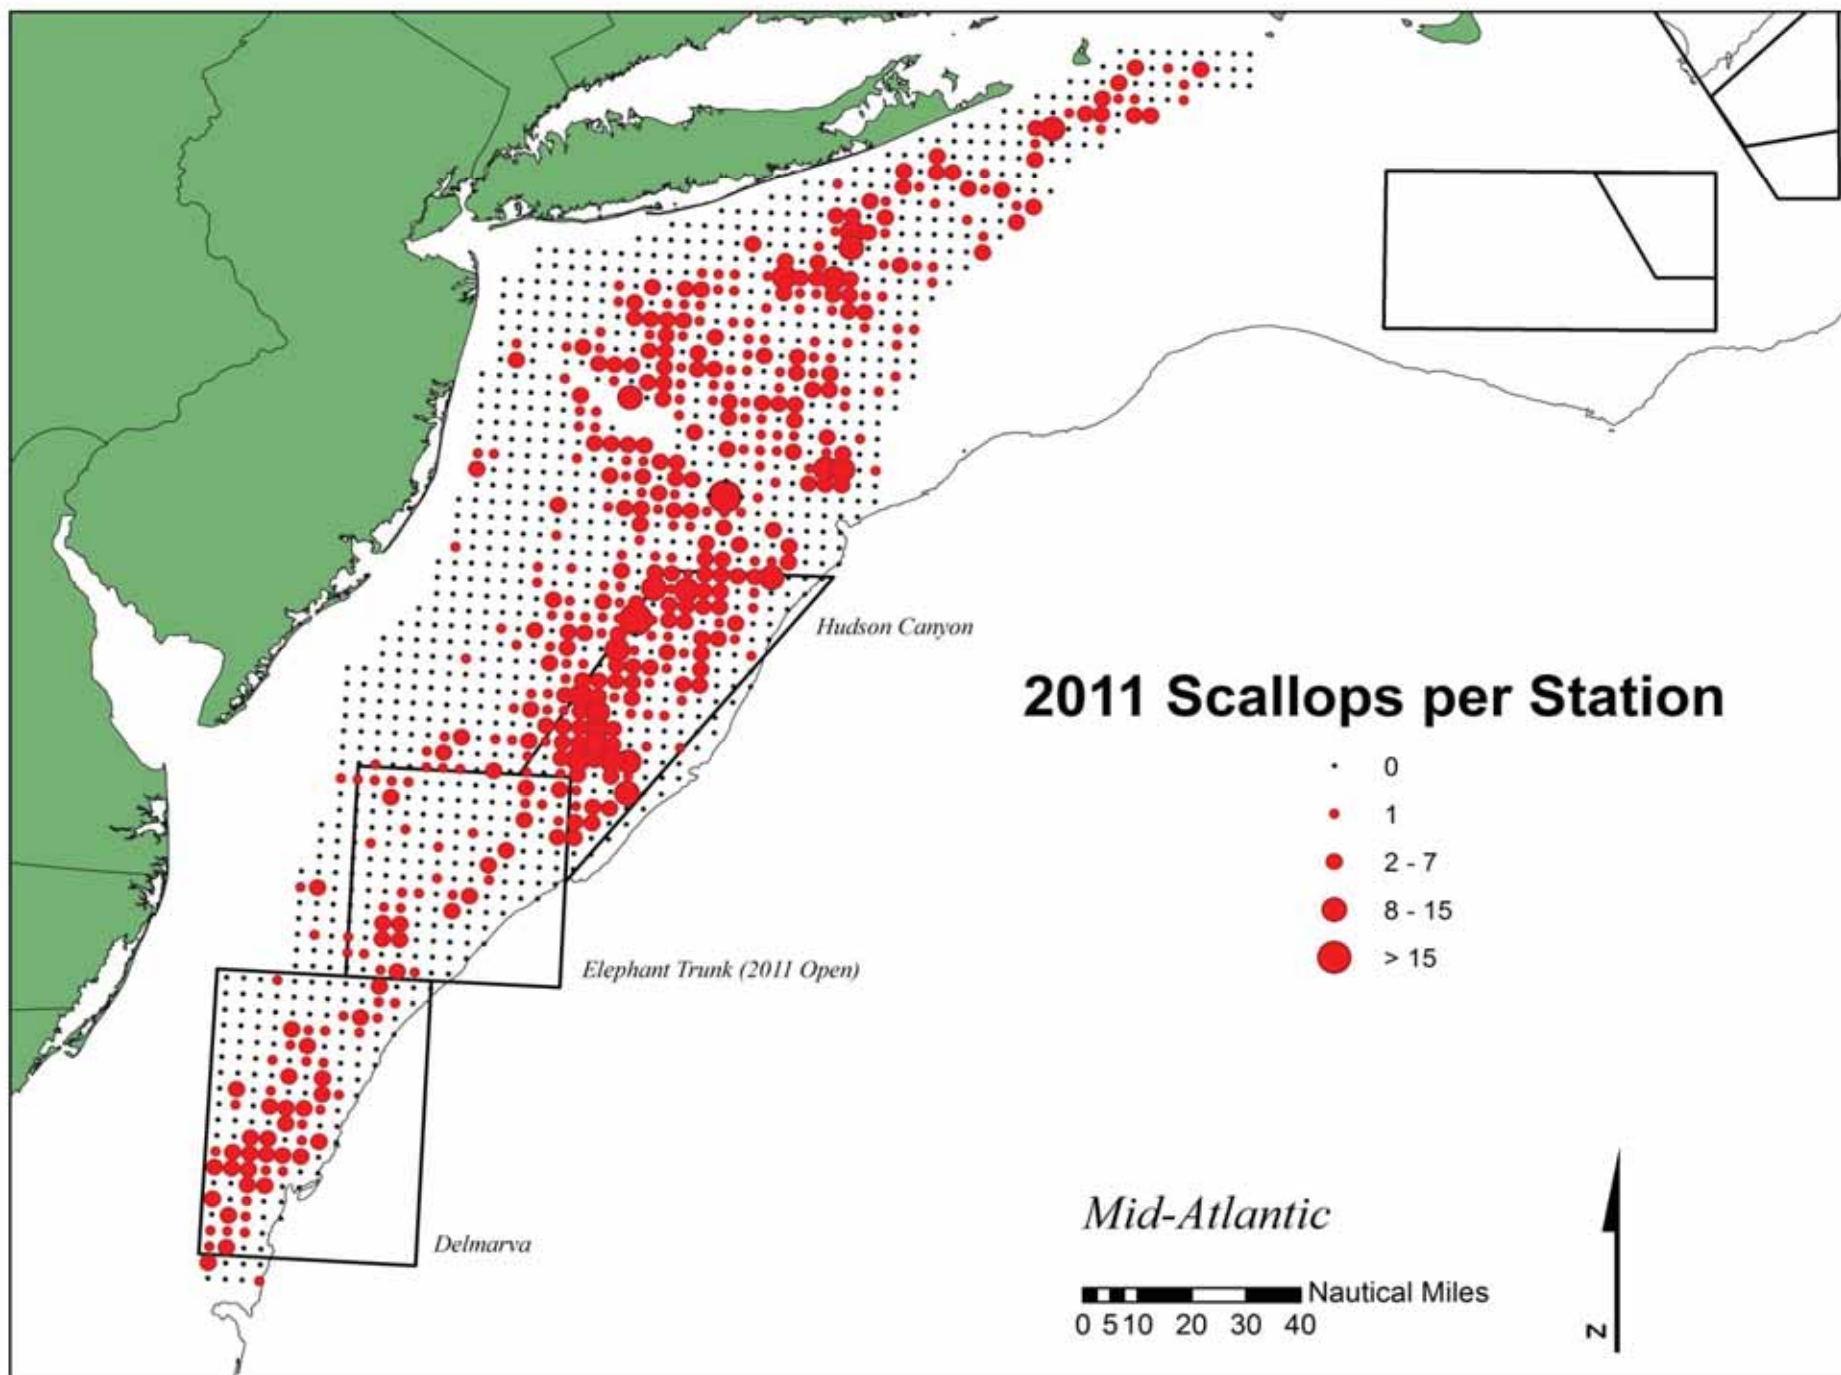 Hudson Canyon
2011 Scallops per Station
0
1
2 - 7
8 - 15
> 15
Elephant Trunk (2011 Open)
Delmarva
Mid-Atlantic
Nautical Miles
0 5 10 20 30 40
N